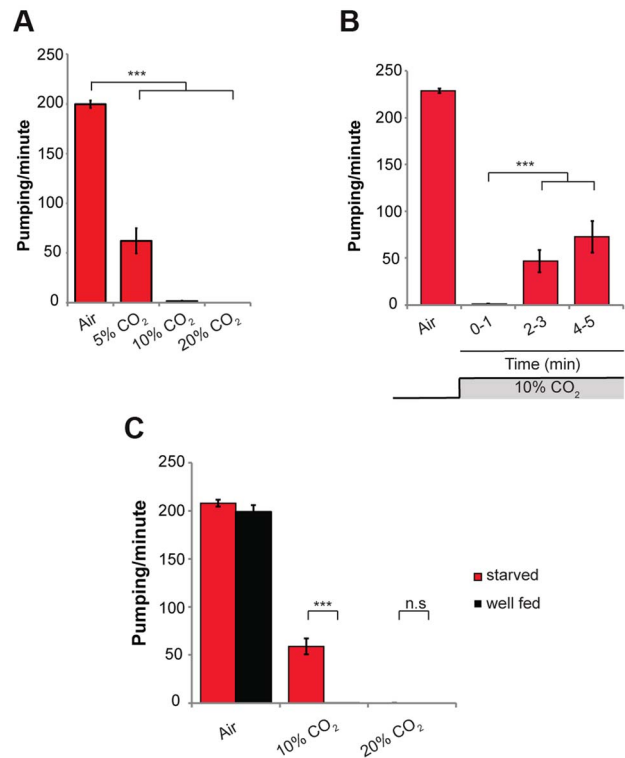 A
250
200
150
100
50
0
Pumping/minute
***
Air
5% CO₂
10% CO₂
20% CO₂
B
250
200
150
100
50
0
Pumping/minute
***
Air
0-1
2-3
4-5
Time (min)
10% CO₂
C
250
200
150
100
50
0
Pumping/minute
***
n.s
Air
10% CO₂
20% CO₂
starved
well fed